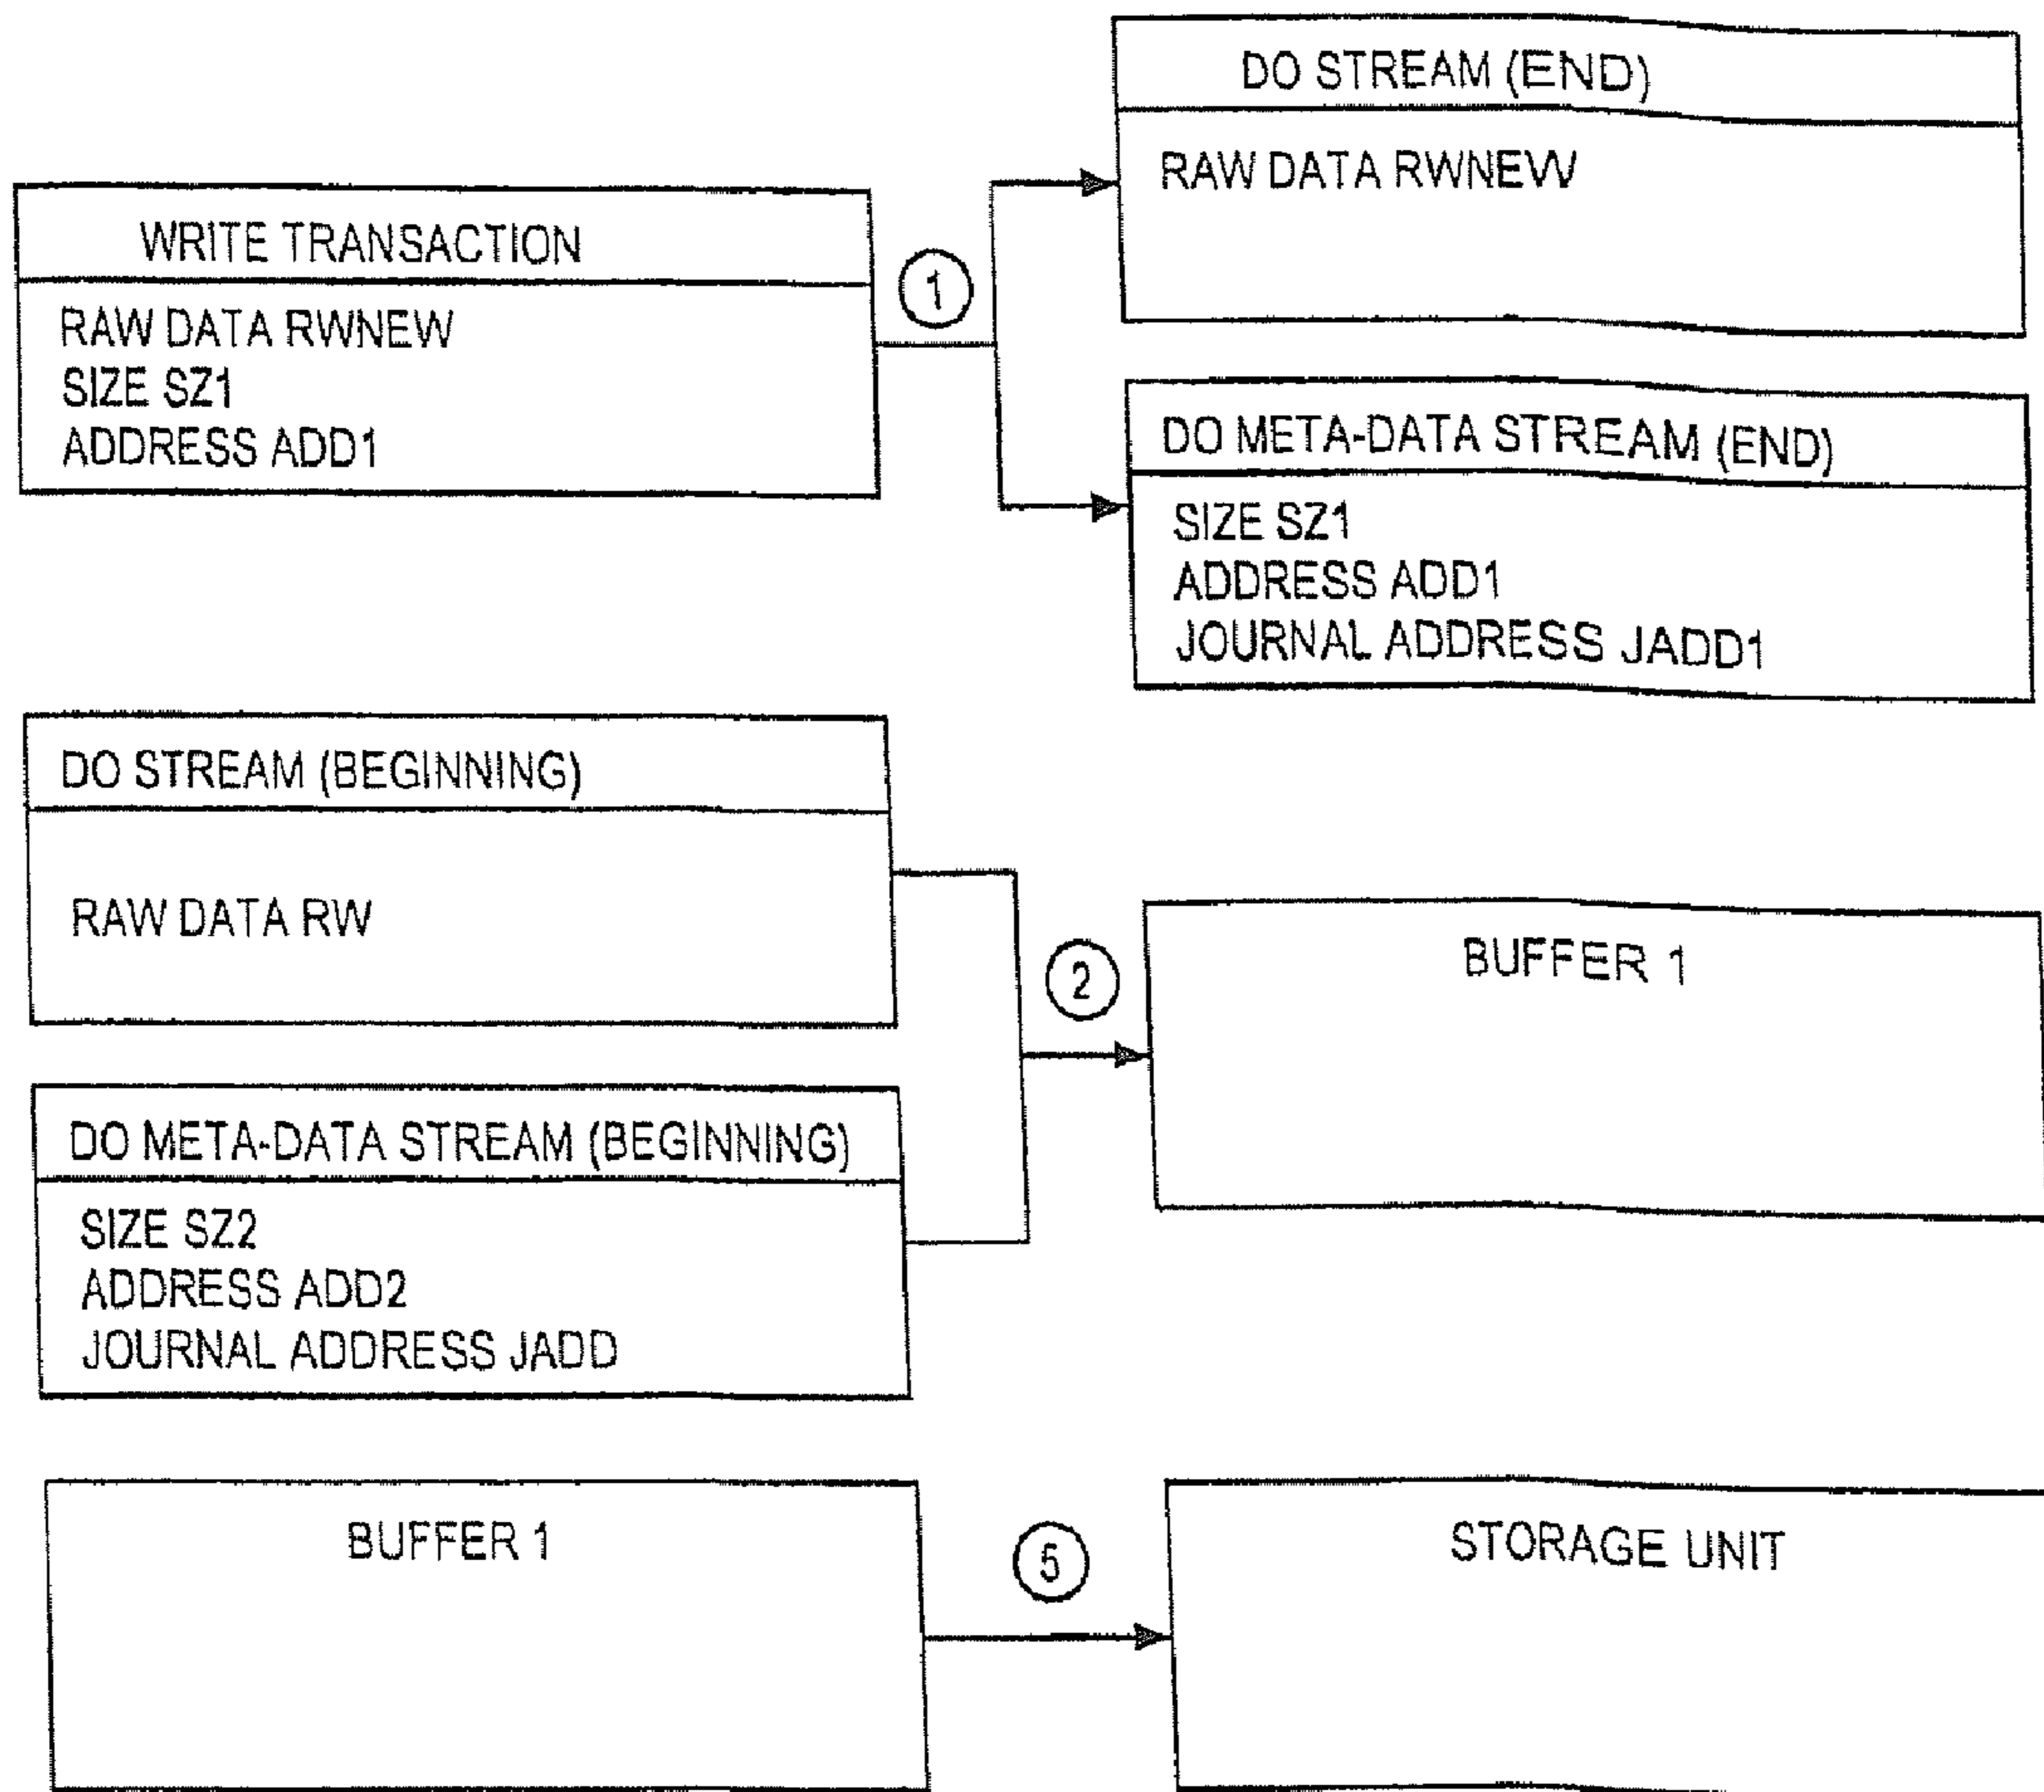 WRITE TRANSACTION
RAW DATA RWNEW
SIZE SZ1
ADDRESS ADD1
1
DO STREAM (END)
RAW DATA RWNEW
DO META-DATA STREAM (END)
SIZE SZ1
ADDRESS ADD1
JOURNAL ADDRESS JADD1
DO STREAM (BEGINNING)
RAW DATA RW
DO META-DATA STREAM (BEGINNING)
SIZE SZ2
ADDRESS ADD2
JOURNAL ADDRESS JADD
2
BUFFER 1
BUFFER 1
5
STORAGE UNIT